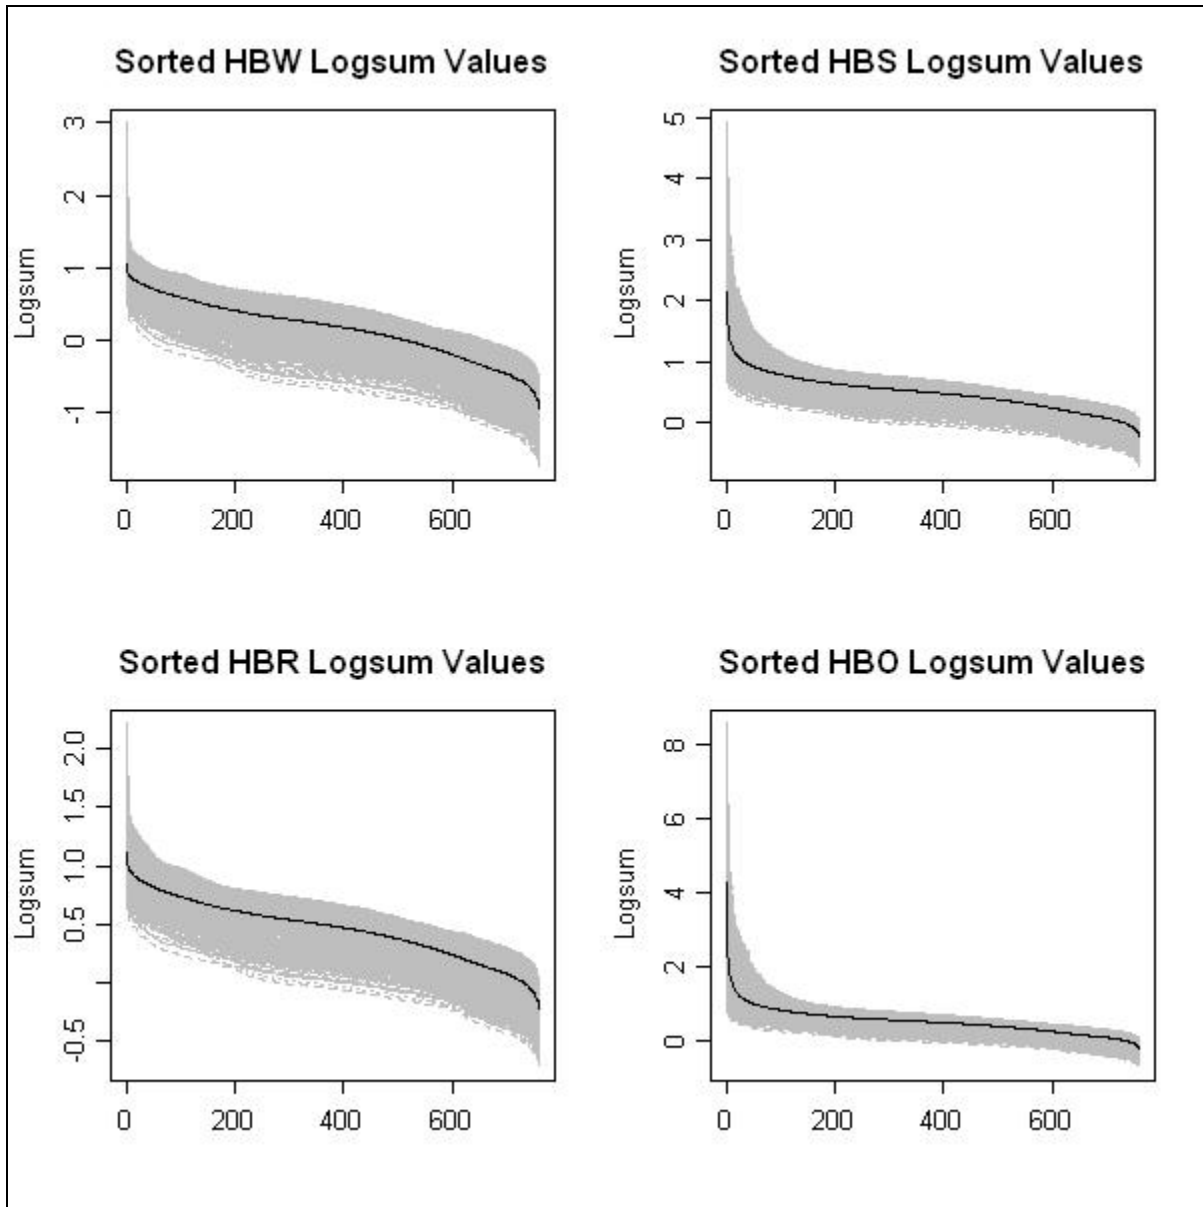 Sorted HBW Logsum Values
Logsum
3
2
1
0
-1
0 200 400 600
Sorted HBS Logsum Values
Logsum
5
4
3
2
1
0
0 200 400 600
Sorted HBR Logsum Values
Logsum
2.0
1.5
1.0
0.5
-0.5
0 200 400 600
Sorted HBO Logsum Values
Logsum
8
6
4
2
0
0 200 400 600